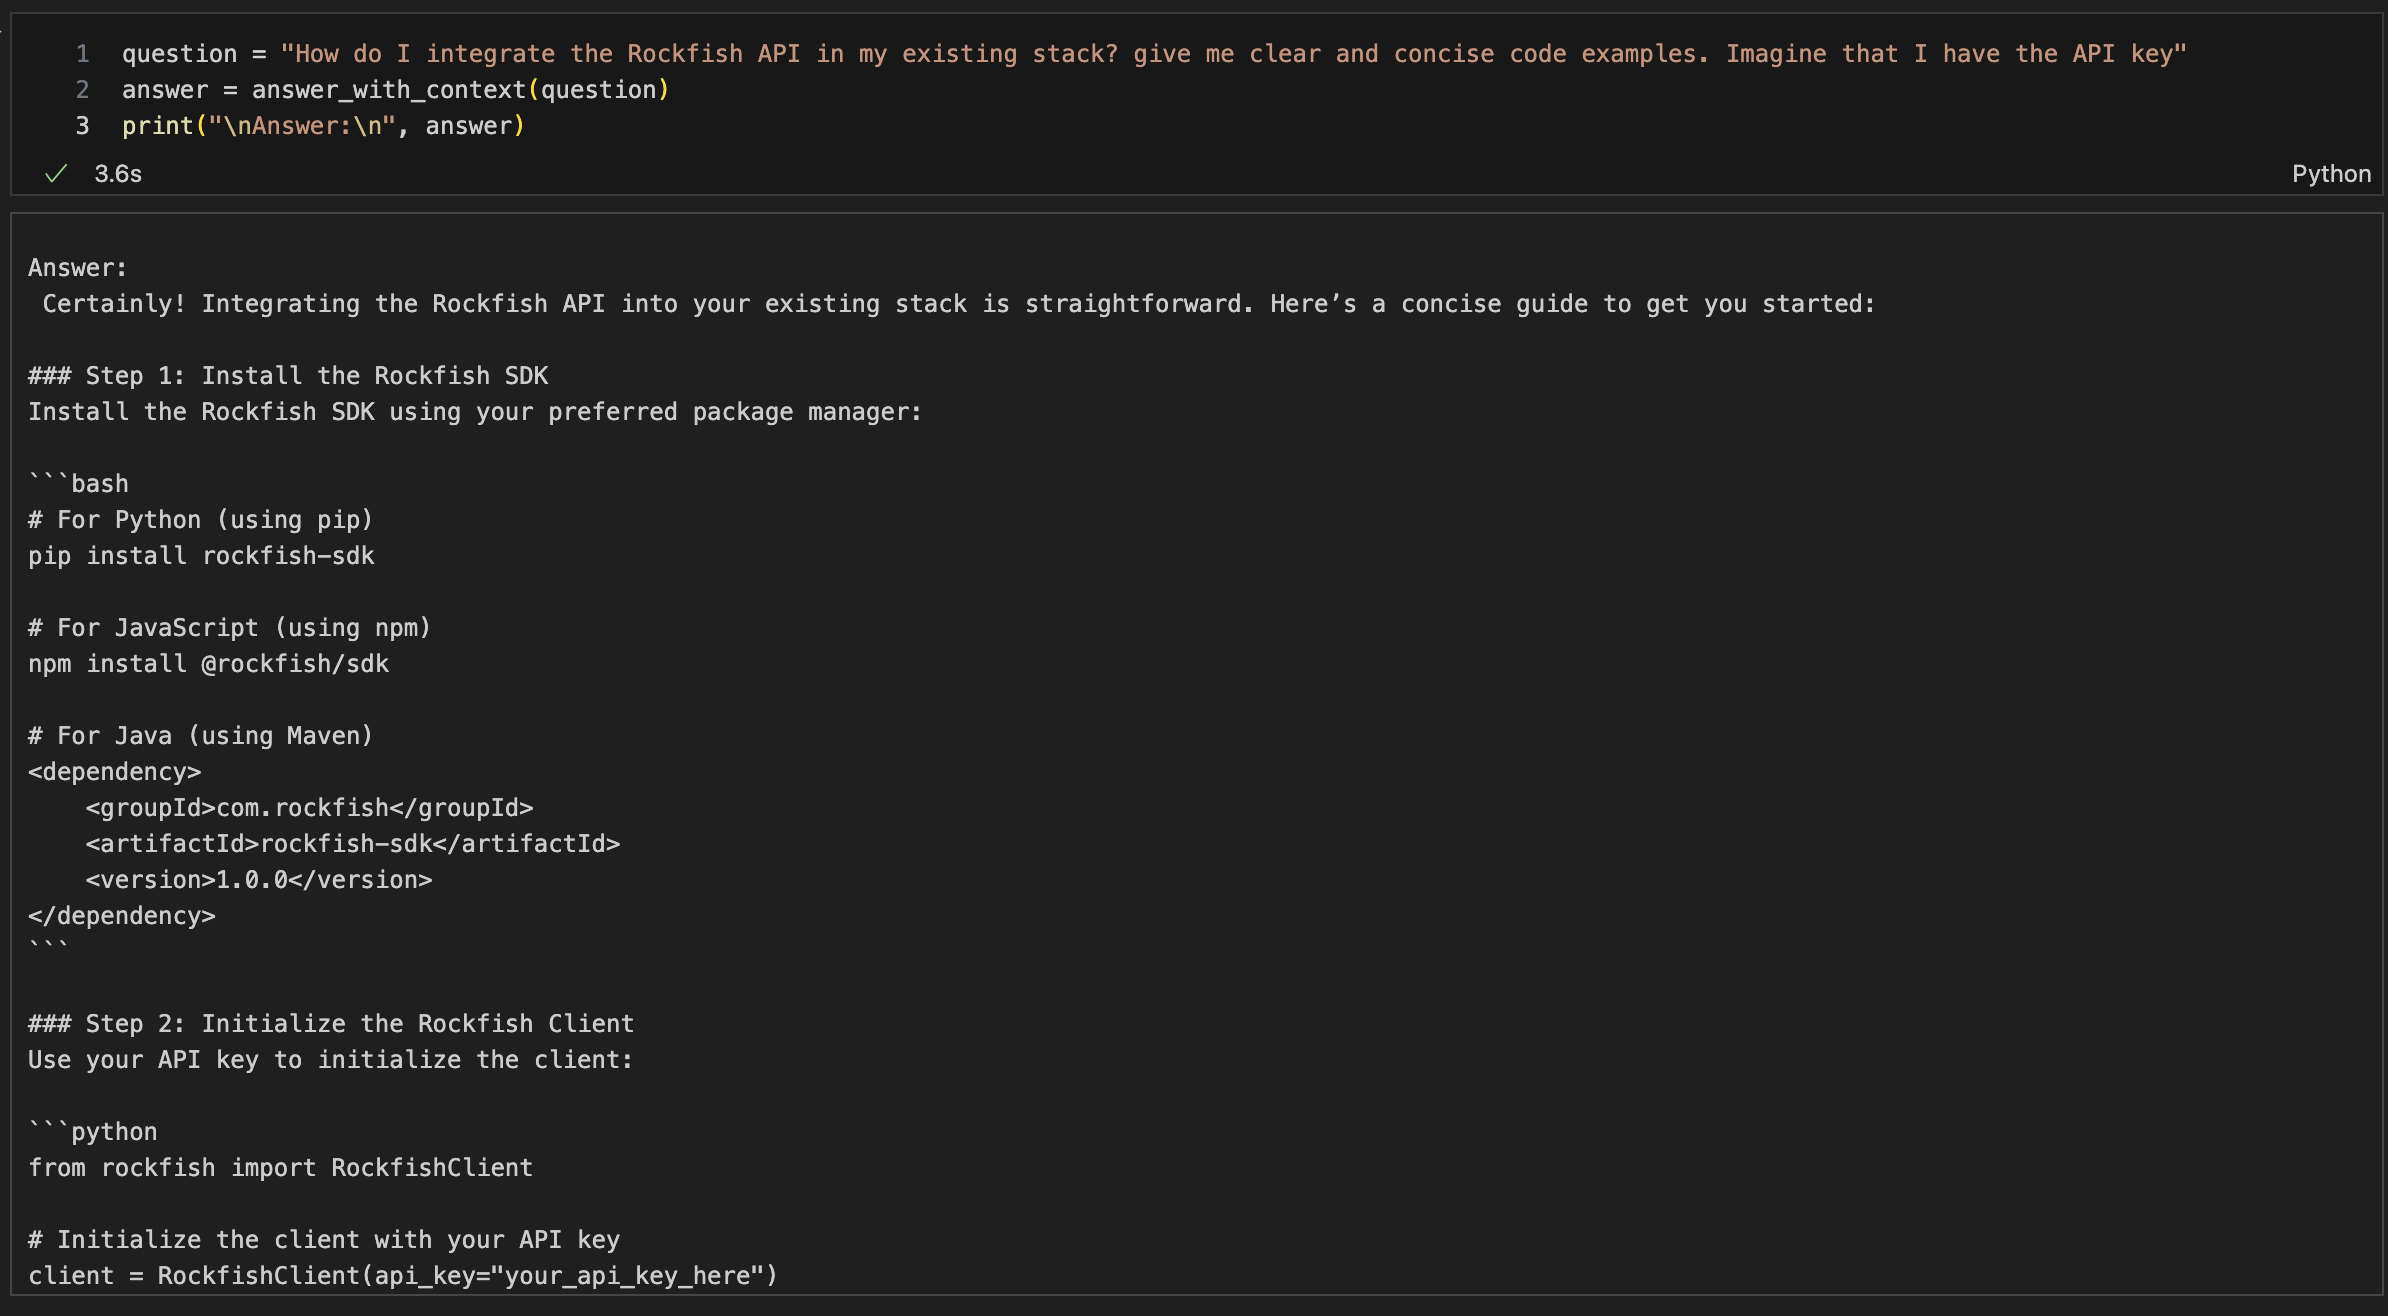 1 question = "How do I integrate the Rockfish API in my existing stack? give me clear and concise code examples. Imagine that I have the API key"
2 answer = answer_with_context(question)
3 print("\nAnswer:\n", answer)
3.6s
Python
Answer:
Certainly! Integrating the Rockfish API into your existing stack is straightforward. Here’s a concise guide to get you started:
### Step 1: Install the Rockfish SDK
Install the Rockfish SDK using your preferred package manager:
```bash
# For Python (using pip)
pip install rockfish-sdk
# For JavaScript (using npm)
npm install @rockfish/sdk
# For Java (using Maven)
<dependency>
    <groupId>com.rockfish</groupId>
    <artifactId>rockfish-sdk</artifactId>
    <version>1.0.0</version>
</dependency>
```
### Step 2: Initialize the Rockfish Client
Use your API key to initialize the client:
```python
from rockfish import RockfishClient
# Initialize the client with your API key
client = RockfishClient(api_key="your_api_key_here")